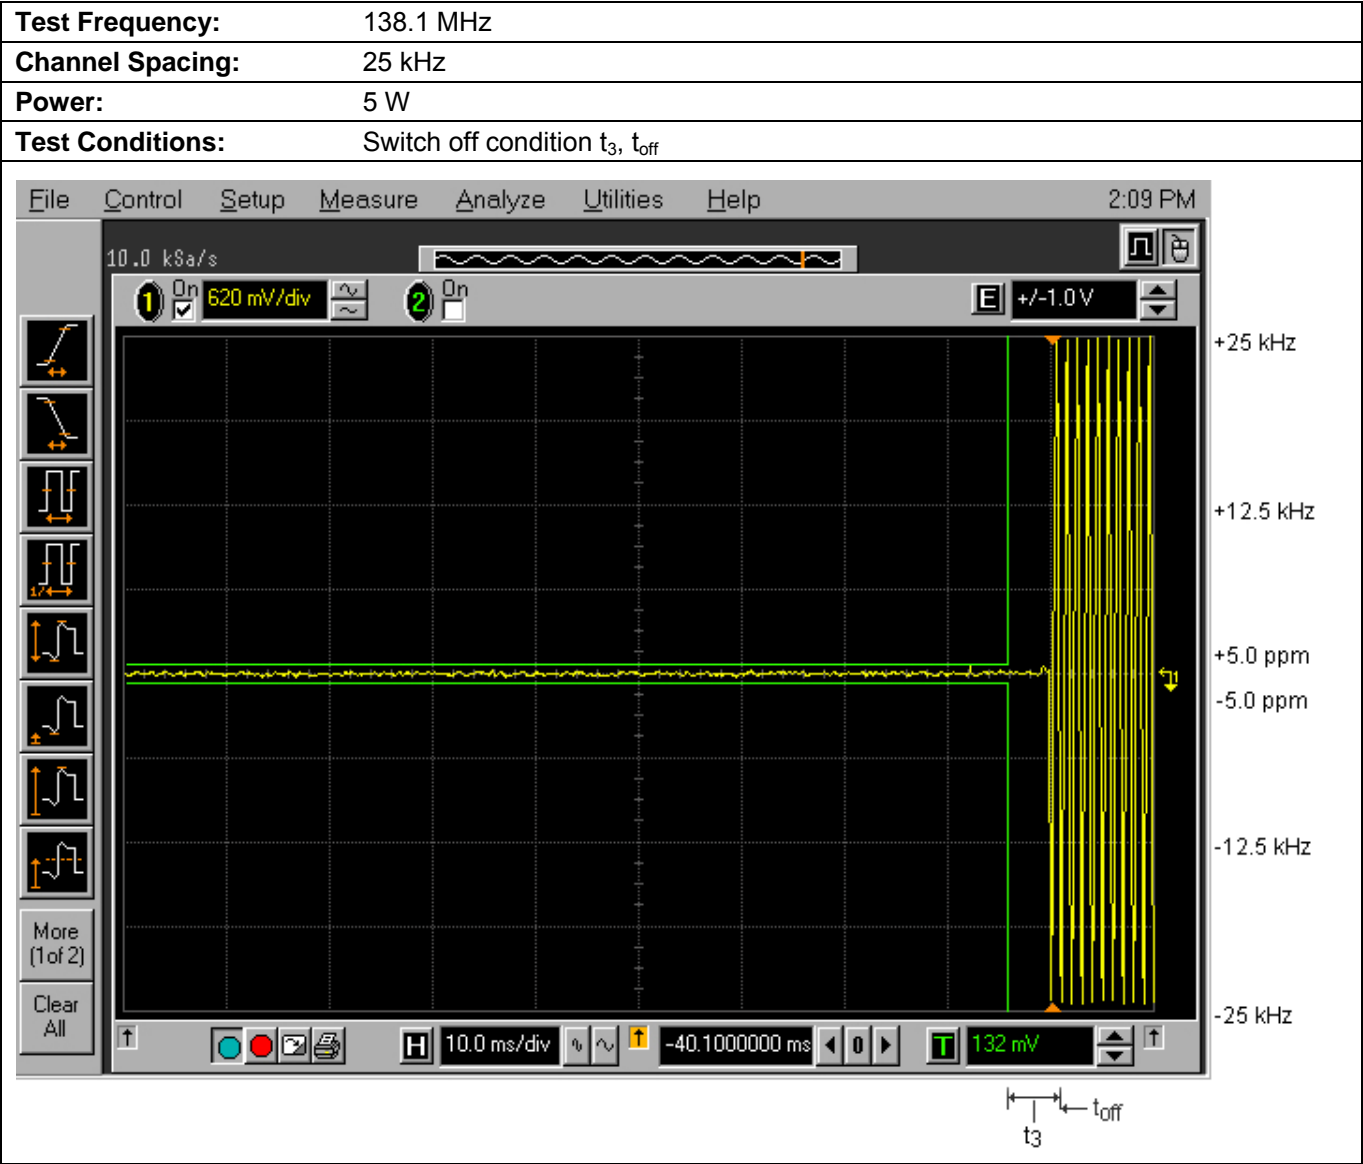 Test Frequency: 138.1 MHz
Channel Spacing: 25 kHz
Power: 5 W
Test Conditions: Switch off condition t3, toff
File Control Setup Measure Analyze Utilities Help 2:09 PM
10.0 kSa/s
1 On 620 mV/div 2 On E +/-1.0 V
+25 kHz
+12.5 kHz
+5.0 ppm
-5.0 ppm
-12.5 kHz
-25 kHz
More
(1of 2)
Clear
All
H 10.0 ms/div -40.1000000 ms 0 T 132 mV
toff
t3